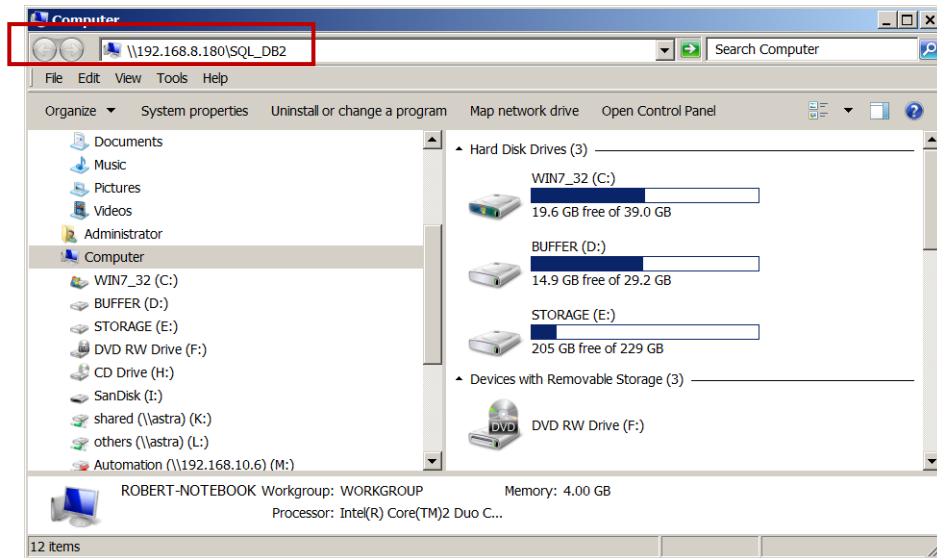 Computer
\\192.168.8.180\SQL_DB2
Search Computer
File Edit View Tools Help
Organize System properties Uninstall or change a program Map network drive Open Control Panel
Documents
Music
Pictures
Videos
Administrator
Computer
WIN7_32 (C:)
BUFFER (D:)
STORAGE (E:)
DVD RW Drive (F:)
CD Drive (H:)
SanDisk (I:)
shared (\\astra) (K:)
others (\\astra) (L:)
Automation (\\192.168.10.6) (M:)
Hard Disk Drives (3)
WIN7_32 (C:)
19.6 GB free of 39.0 GB
BUFFER (D:)
14.9 GB free of 29.2 GB
STORAGE (E:)
205 GB free of 229 GB
Devices with Removable Storage (3)
DVD
DVD RW Drive (F:)
ROBERT-NOTEBOOK Workgroup: WORKGROUP Memory: 4.00 GB
Processor: Intel(R) Core(TM)2 Duo C...
12 items